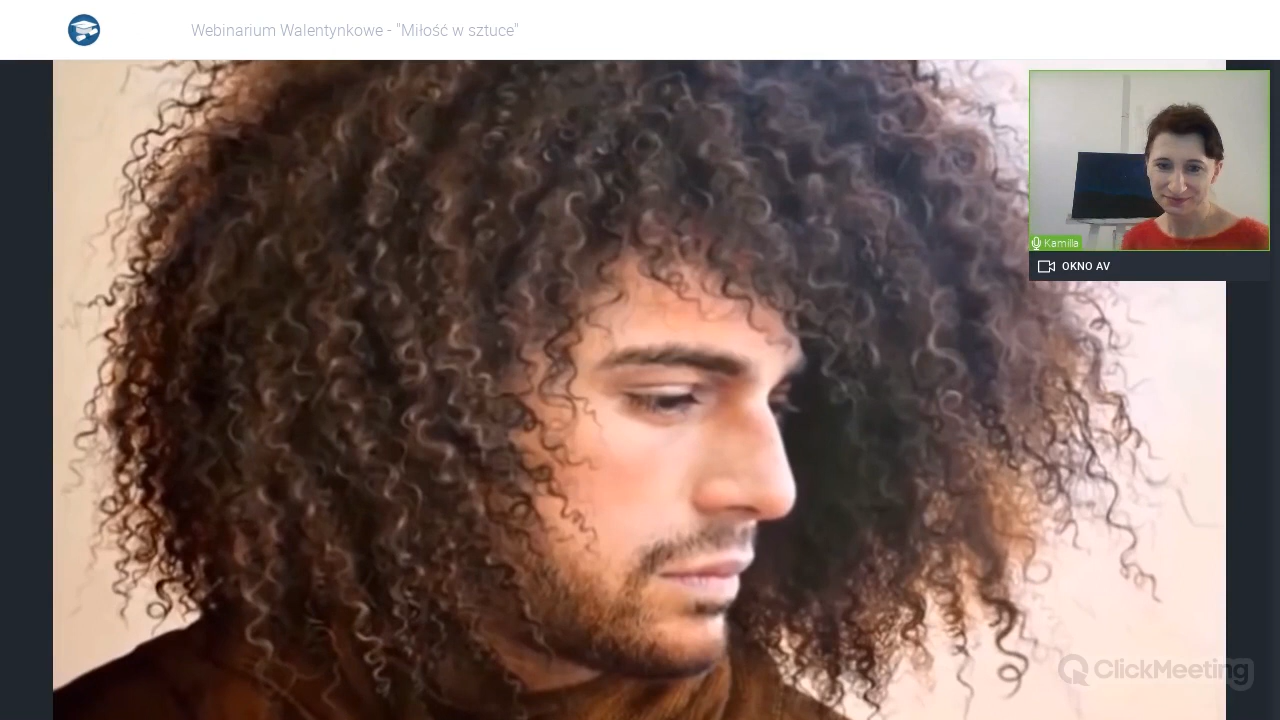 Webinarium Walentynkowe - "Miłość w sztuce"
Kamilla
OKNO AV
ClickMeeting